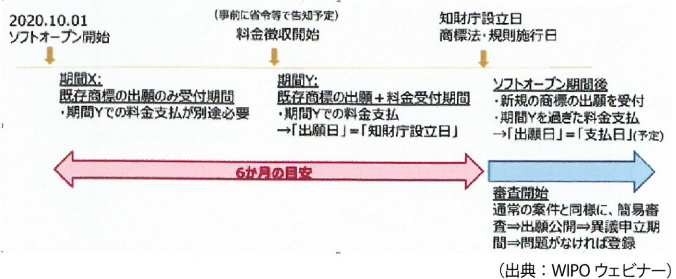 2020.10.01
ソフトオープン開始
(事前に省令等で告知予定)
料金徴収開始
知財庁設立日
商標法・規則施行日
期間X:
既存商標の出願のみ受付期間
・期間Yでの料金支払が別途必要
期間Y:
既存商標の出願+料金受付期間
・期間Yでの料金支払
→「出願日」=「知財庁設立日」
ソフトオープン期間後
・新規の商標の出願を受付
・期間Yを過ぎた料金支払
→「出願日」=「支払日」(予定)
6か月の目安
審査開始
通常の案件と同様に、簡易審
査⇒出願公開⇒異議申立期
間⇒問題がなければ登録
(出典:WIPO ウェビナー)